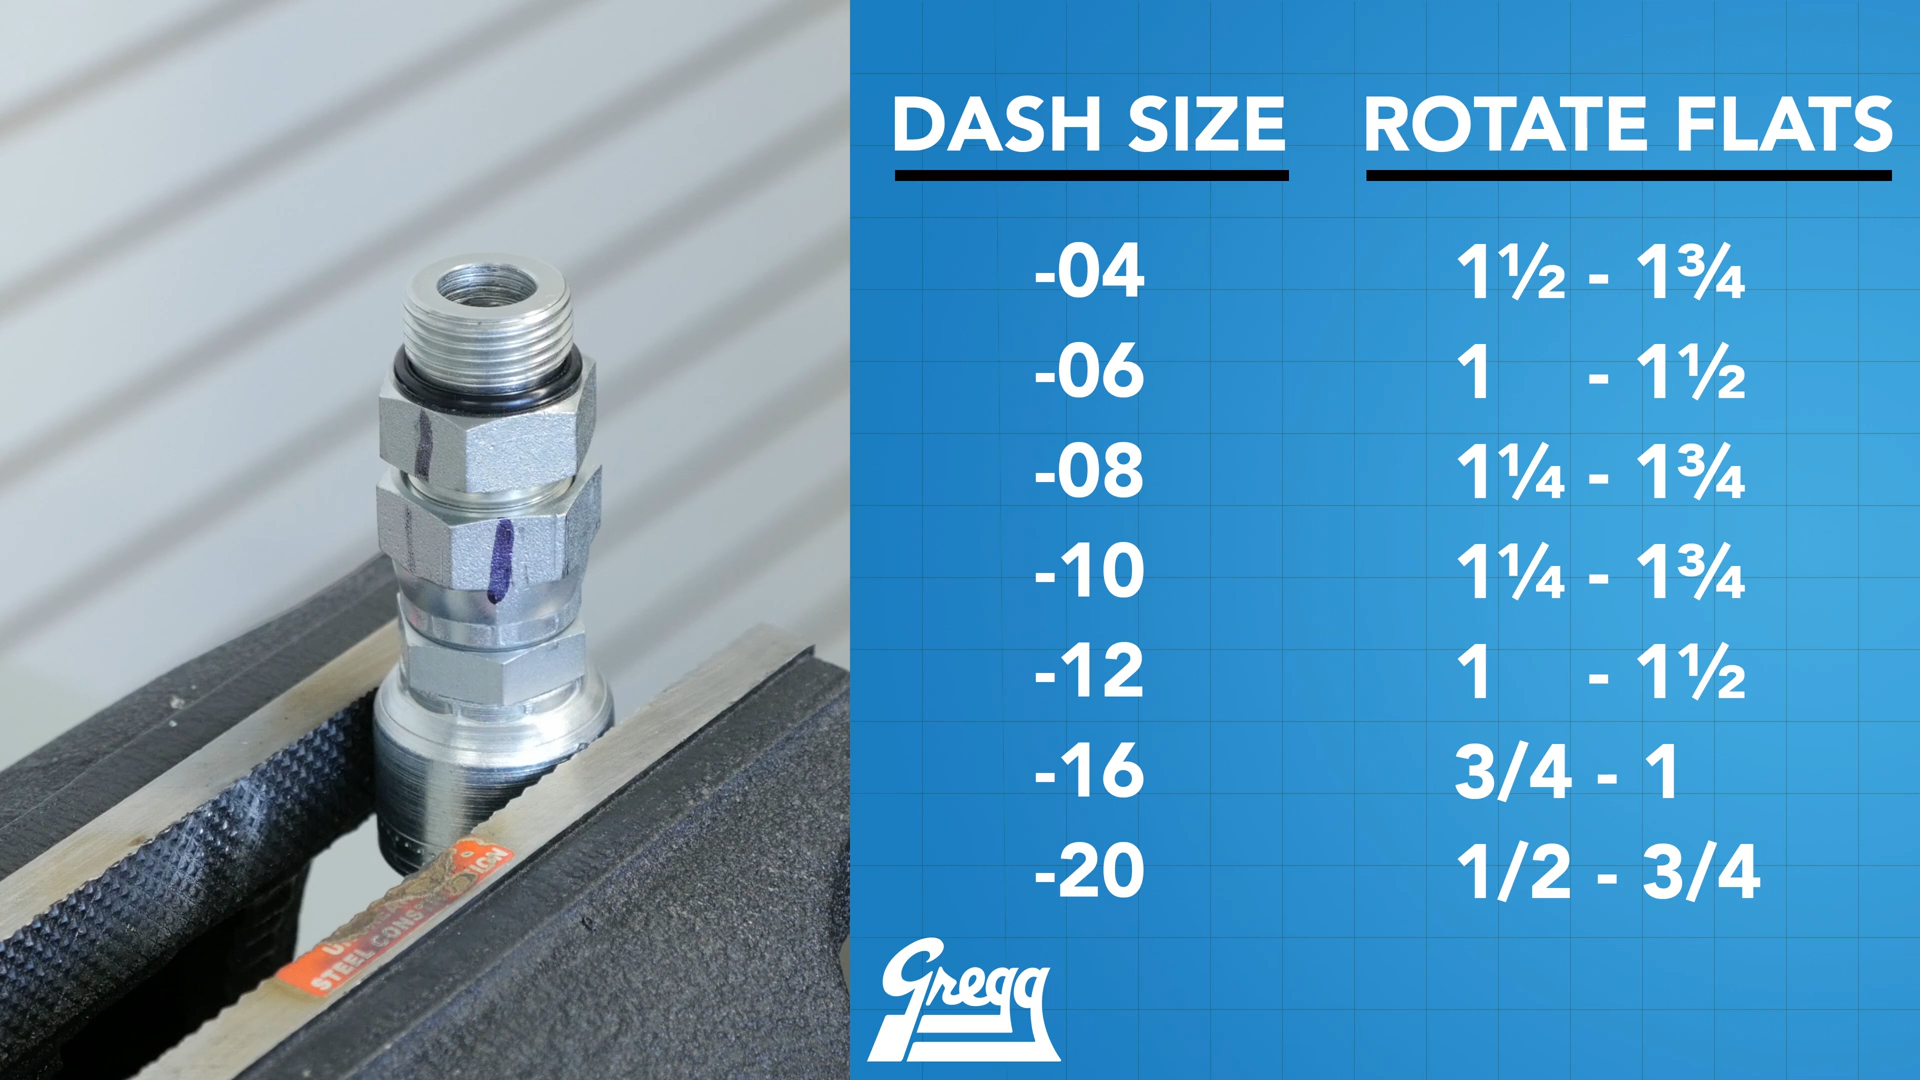 DASH SIZE ROTATE FLATS
-04 1½ - 1¾
-06 1 - 1½
-08 1¼ - 1¾
-10 1¼ - 1¾
-12 1 - 1½
-16 3/4 - 1
-20 1/2 - 3/4
Gregg
STEEL